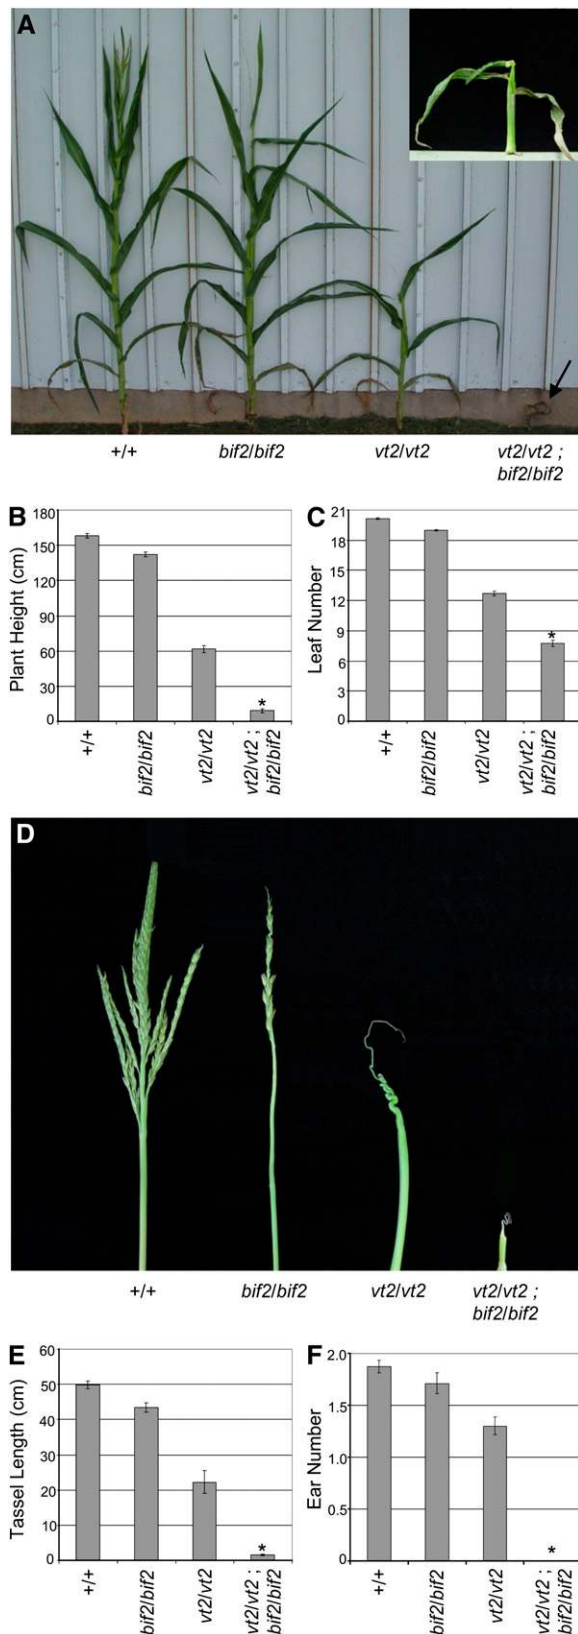 A
+/+ bif2/bif2 vt2/vt2 vt2/vt2 ;
bif2/bif2
B
180
150
120
90
60
30
0
Plant Height (cm)
*
+/+
bif2/bif2
vt2/vt2
vt2/vt2 ;
bif2/bif2
C
21
18
15
12
9
6
3
0
Leaf Number
*
+/+
bif2/bif2
vt2/vt2
vt2/vt2 ;
bif2/bif2
D
+/+ bif2/bif2 vt2/vt2 vt2/vt2 ;
bif2/bif2
E
60
50
40
30
20
10
0
Tassel Length (cm)
*
+/+
bif2/bif2
vt2/vt2
vt2/vt2 ;
bif2/bif2
F
2.0
1.5
1.0
0.5
0.0
Ear Number
*
+/+
bif2/bif2
vt2/vt2
vt2/vt2 ;
bif2/bif2